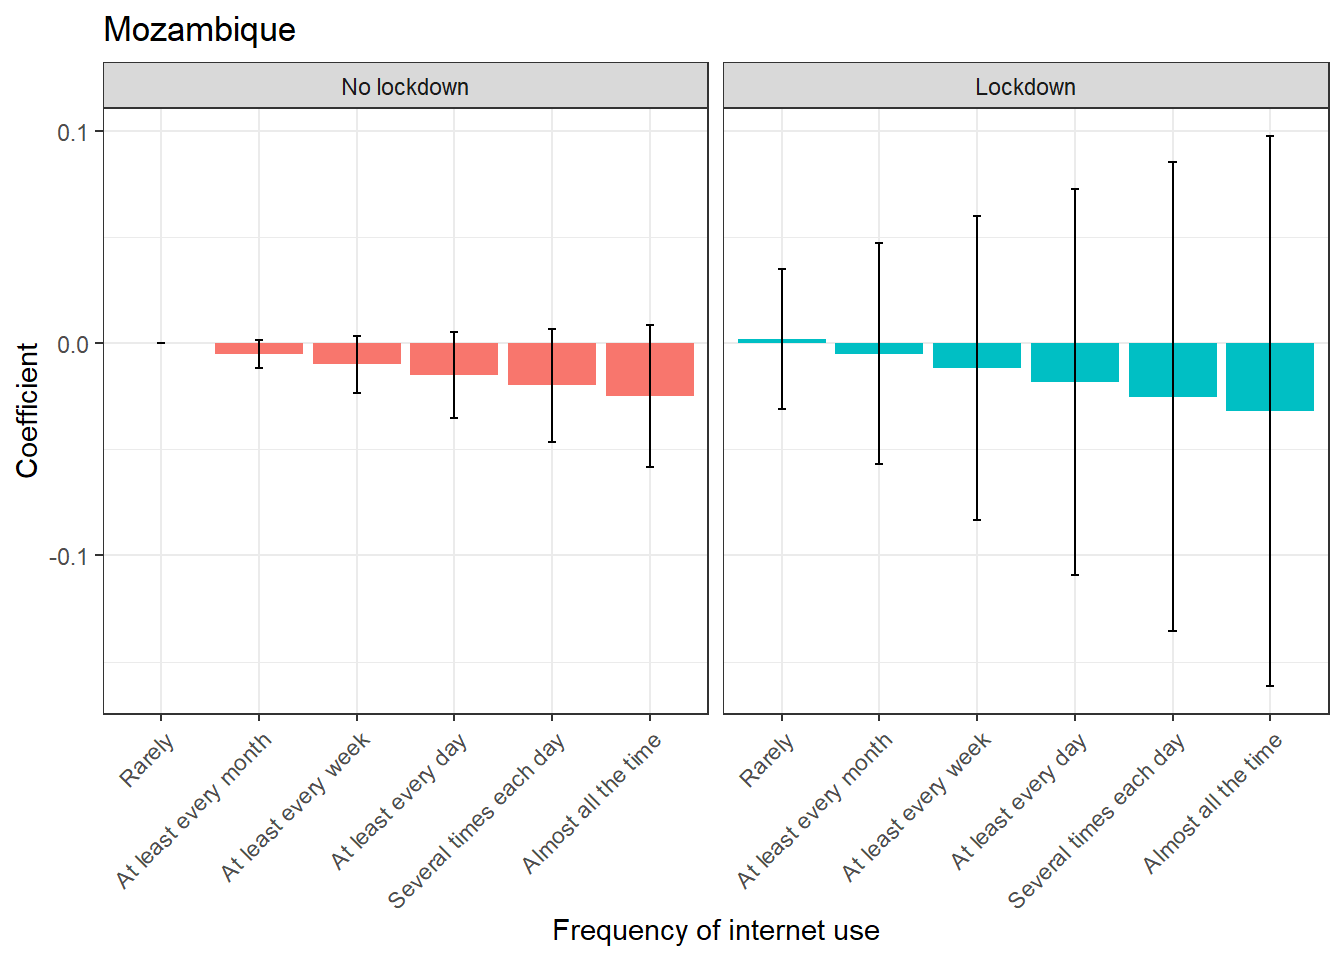 Mozambique
No lockdown
Lockdown
0.1
0.0
-0.1
Coefficient
Rarely
At least every month
At least every week
At least every day
Several times each day
Almost all the time
Rarely
At least every month
At least every week
At least every day
Several times each day
Almost all the time
Frequency of internet use